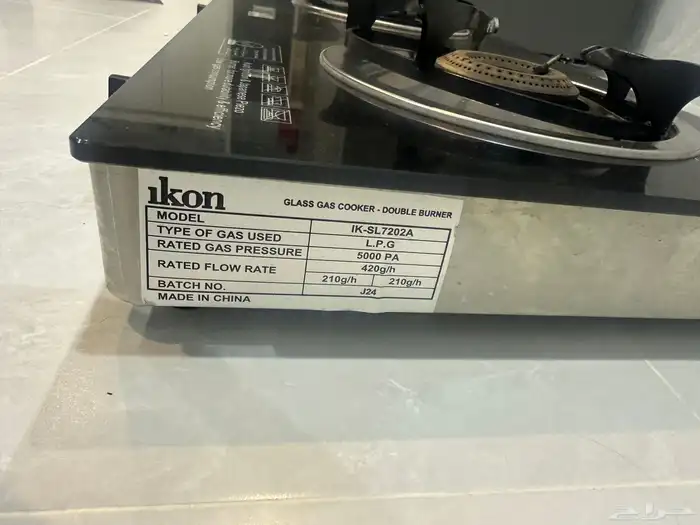 ikon
GLASS GAS COOKER - DOUBLE BURNER
MODEL IK-SL7202A
TYPE OF GAS USED L.P.G
RATED GAS PRESSURE 5000 PA
RATED FLOW RATE 420g/h
210g/h 210g/h
BATCH NO. J24
MADE IN CHINA
حراج